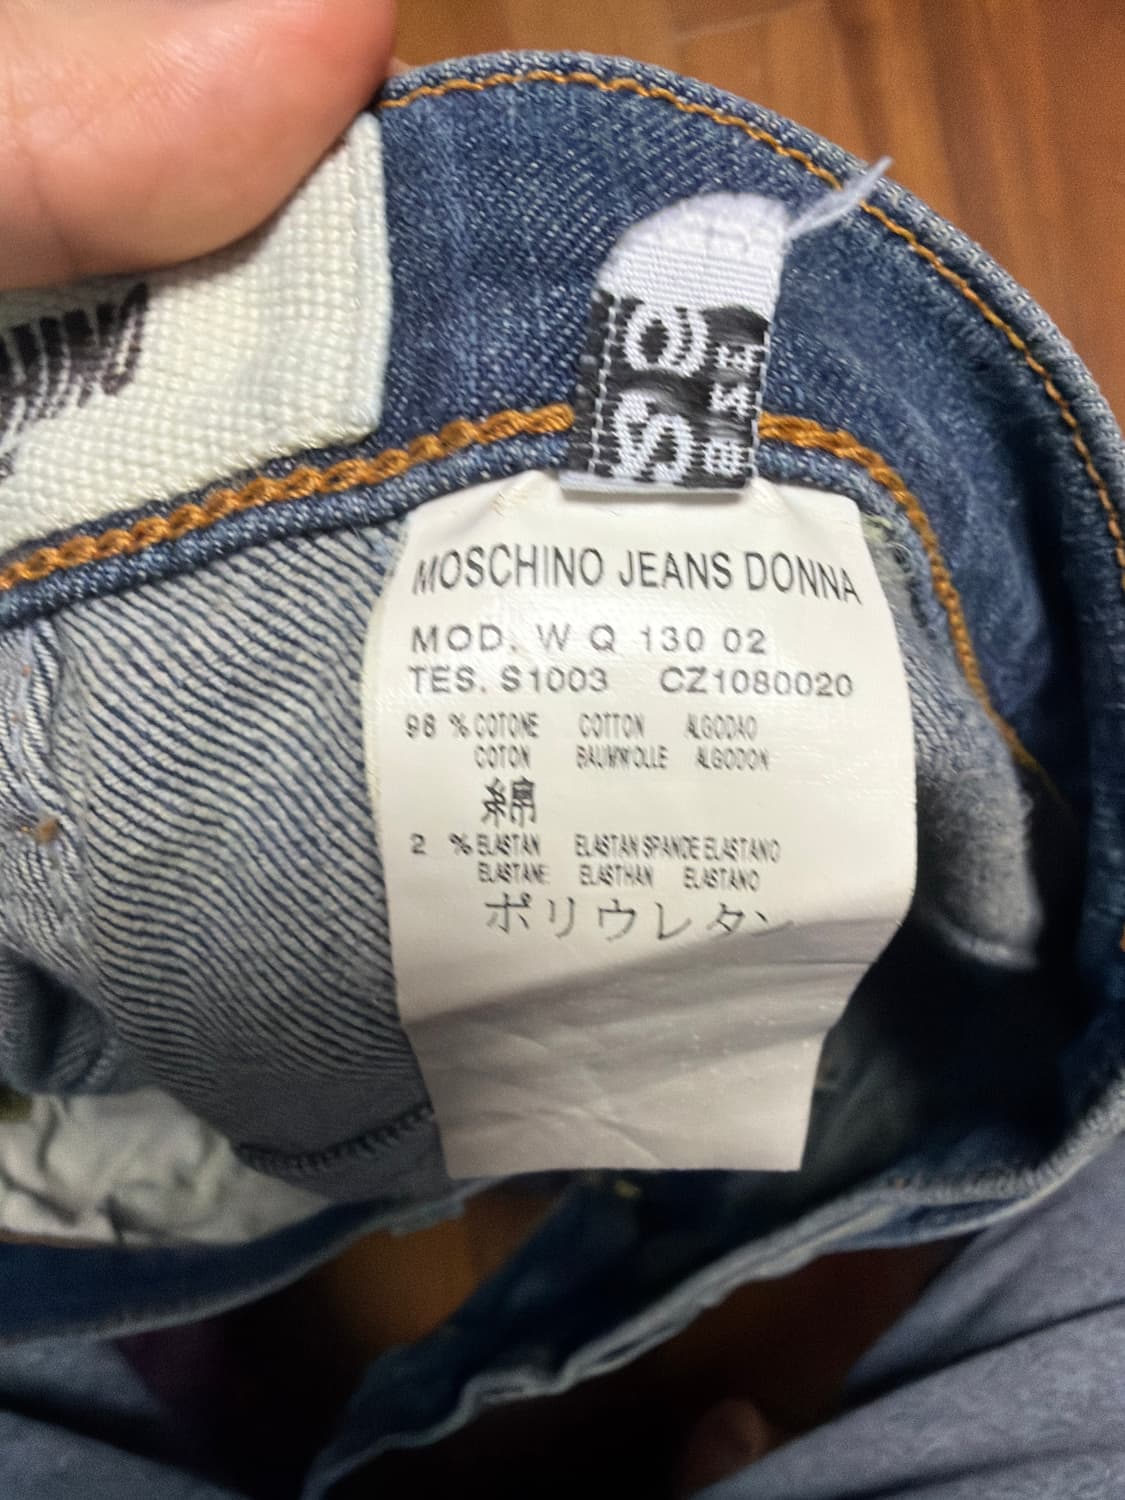 MOSCHINO JEANS DONNA
MOD. W Q 130 02
TES. S1003 CZ1080020
98 % COTONE COTTON ALGODAO
COTON BAUMWOLLE ALGODON
綿
2 % ELASTAN ELASTAN SPANDE ELASTANO
ELASTANE ELASTHAN ELASTANO
ポリウレタン